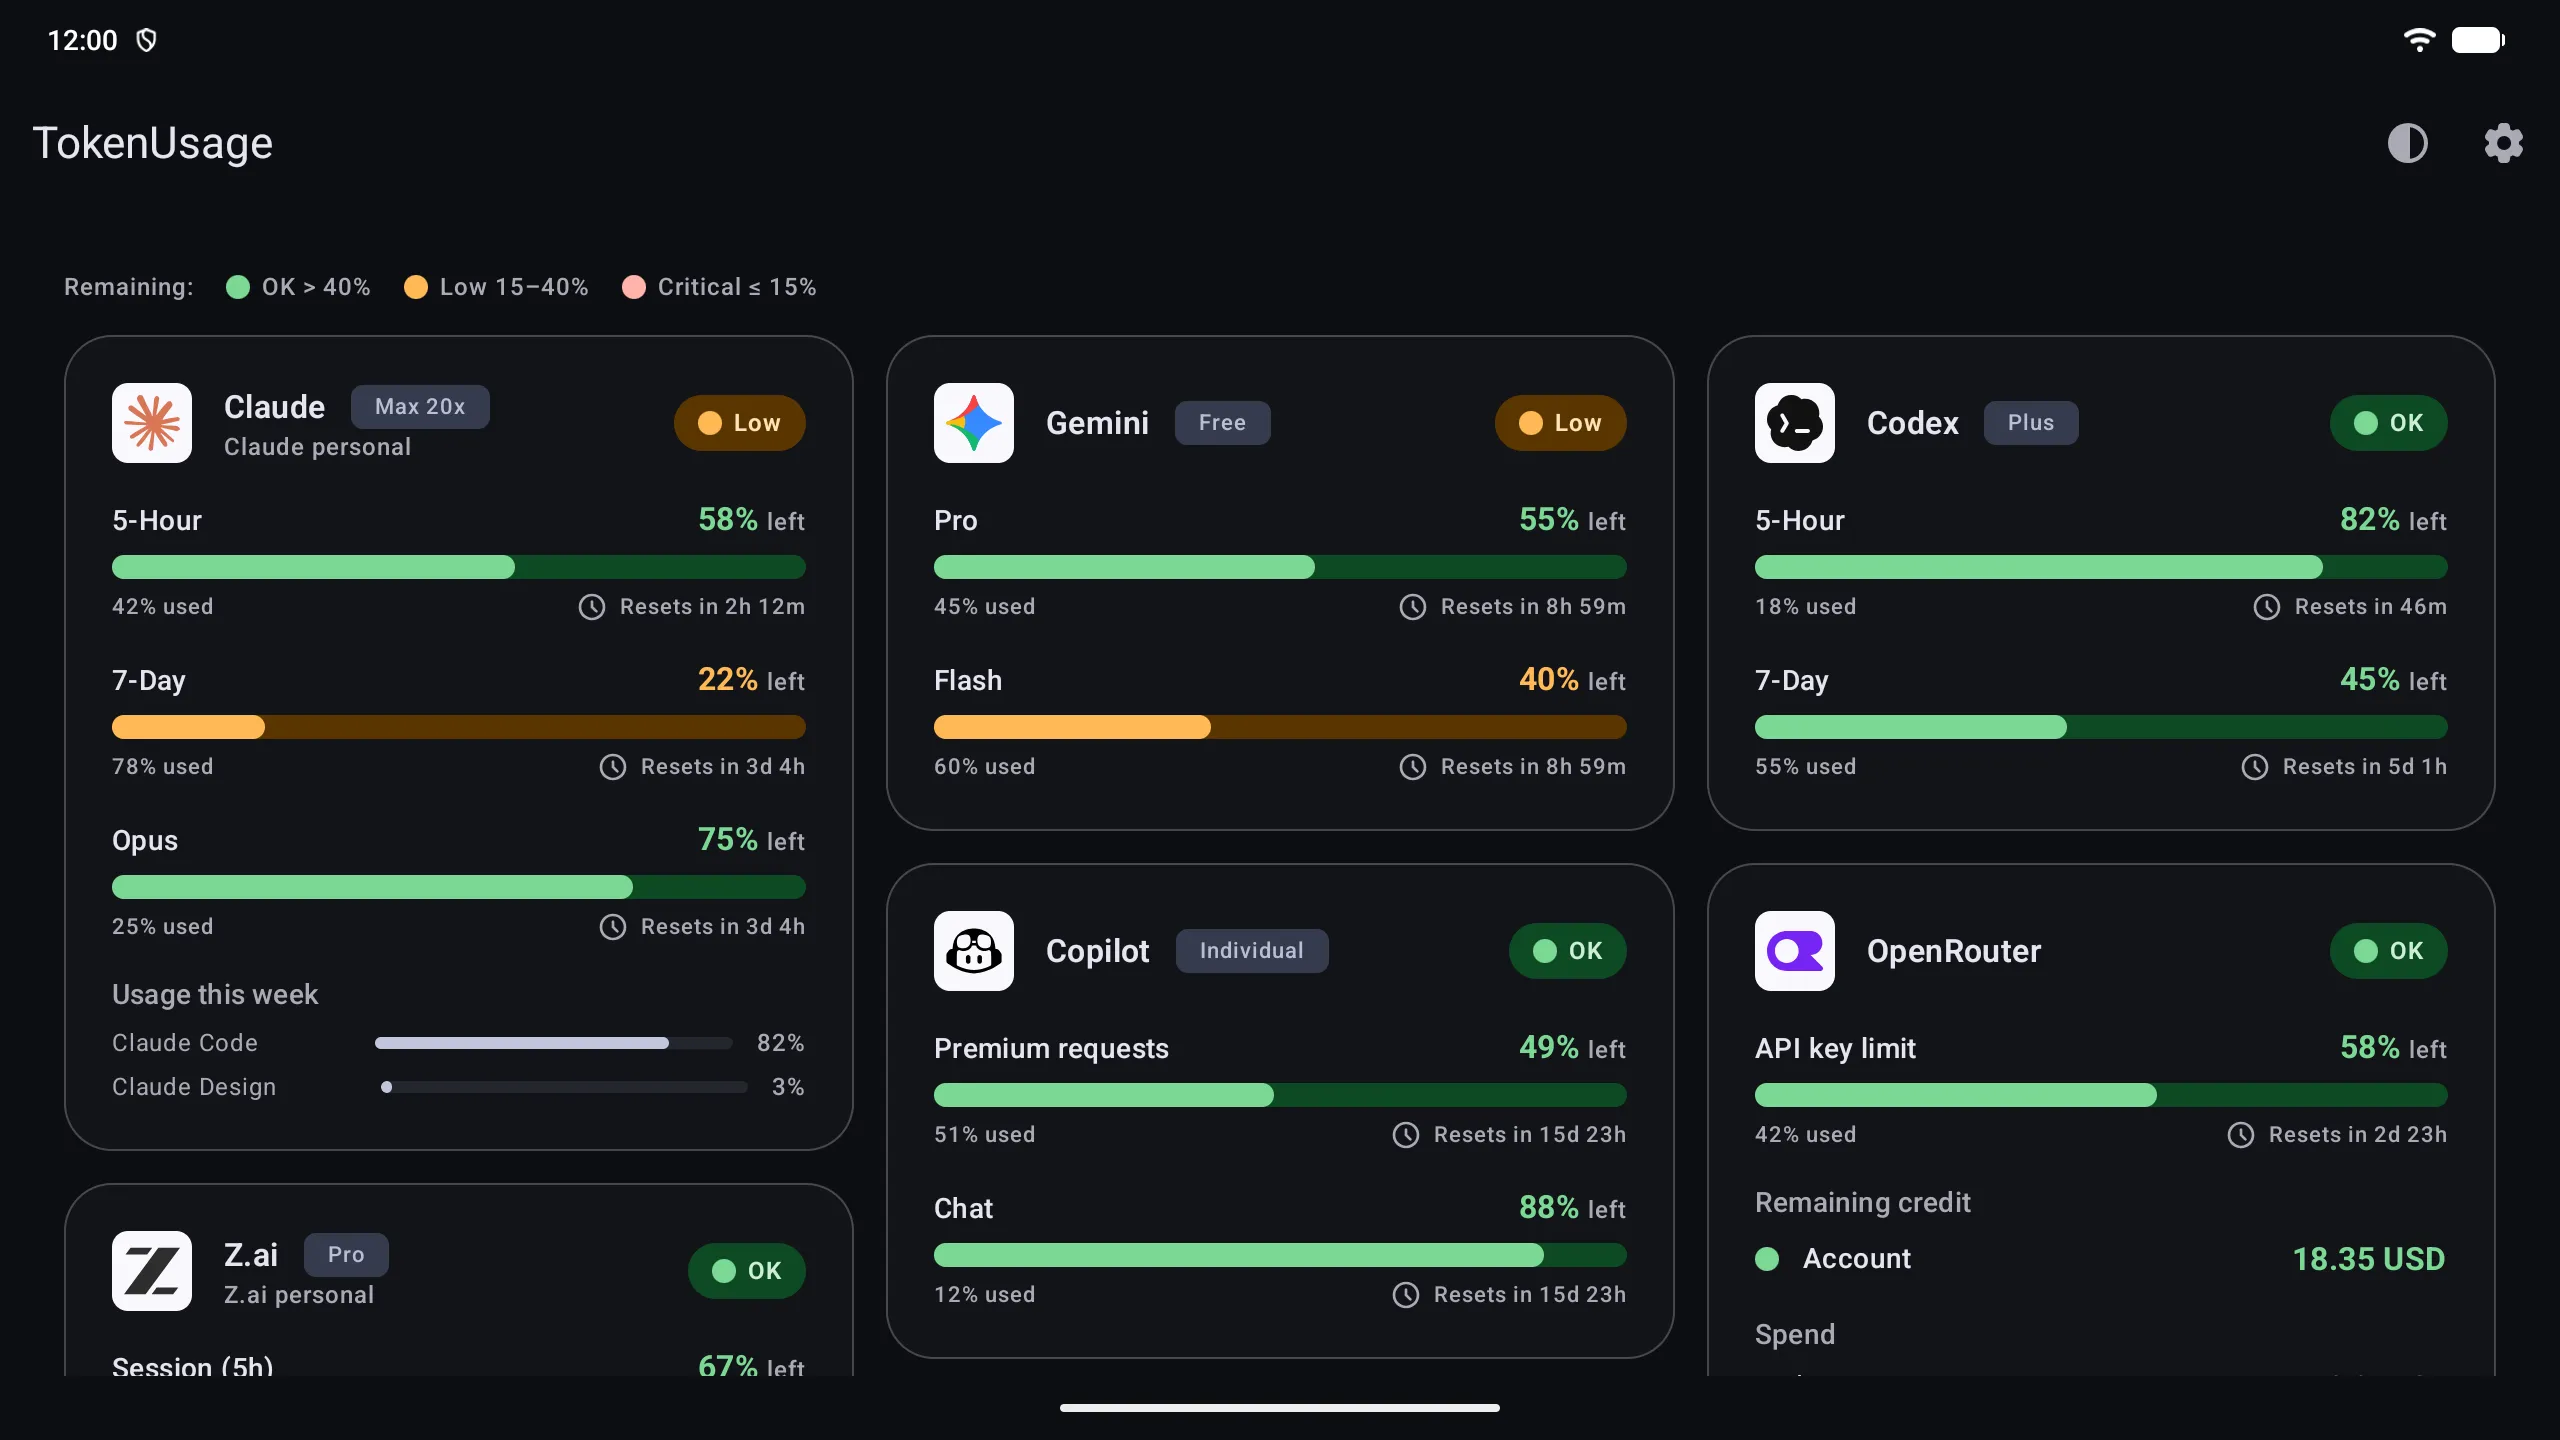 12:00
TokenUsage
Remaining: OK > 40% Low 15–40% Critical ≤ 15%
Claude Max 20x Low
Claude personal
5-Hour 58% left
42% used Resets in 2h 12m
7-Day 22% left
78% used Resets in 3d 4h
Opus 75% left
25% used Resets in 3d 4h
Usage this week
Claude Code 82%
Claude Design 3%
Z.ai Pro OK
Z.ai personal
Session (5h) 67% left
Gemini Free Low
Pro 55% left
45% used Resets in 8h 59m
Flash 40% left
60% used Resets in 8h 59m
Copilot Individual OK
Premium requests 49% left
51% used Resets in 15d 23h
Chat 88% left
12% used Resets in 15d 23h
Codex Plus OK
5-Hour 82% left
18% used Resets in 46m
7-Day 45% left
55% used Resets in 5d 1h
OpenRouter OK
API key limit 58% left
42% used Resets in 2d 23h
Remaining credit
Account 18.35 USD
Spend